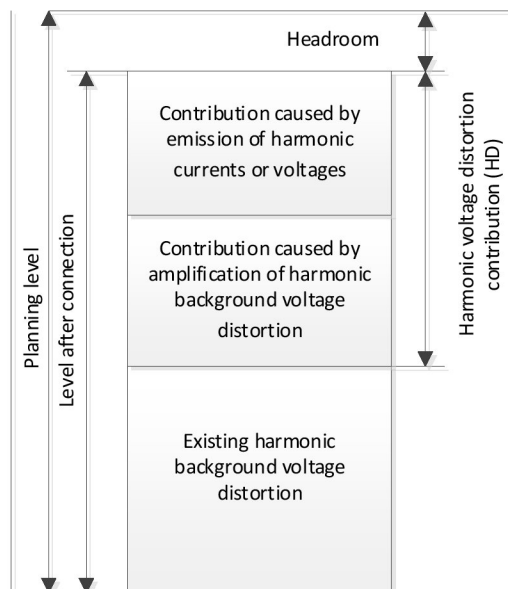 Headroom
Contribution caused by
emission of harmonic
currents or voltages
Contribution caused by
amplification of harmonic
background voltage
distortion
Existing harmonic
background voltage
distortion
Planning level
Level after connection
Harmonic voltage distortion
contribution (HD)